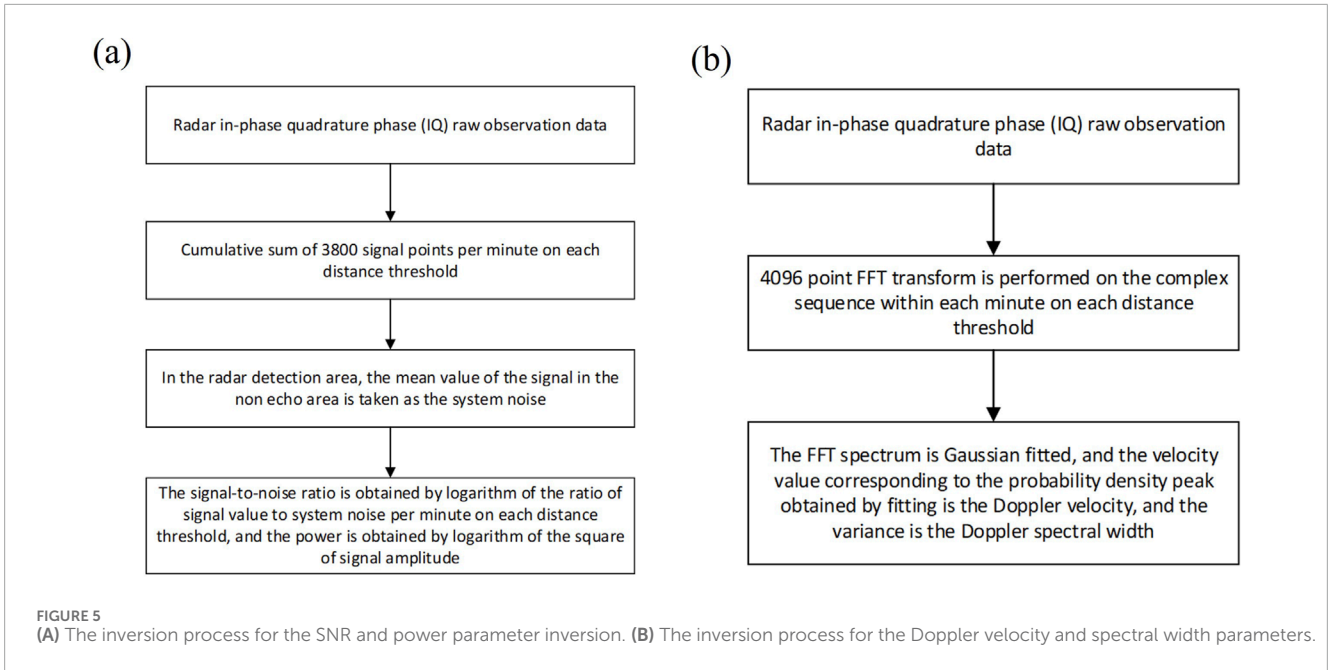 (a)
Radar in-phase quadrature phase (IQ) raw observation data
Cumulative sum of 3800 signal points per minute on each
distance threshold
In the radar detection area, the mean value of the signal in the
non echo area is taken as the system noise
The signal-to-noise ratio is obtained by logarithm of the ratio of
signal value to system noise per minute on each distance
threshold, and the power is obtained by logarithm of the square
of signal amplitude
(b)
Radar in-phase quadrature phase (IQ) raw observation
data
4096 point FFT transform is performed on the complex
sequence within each minute on each distance
threshold
The FFT spectrum is Gaussian fitted, and the velocity
value corresponding to the probability density peak
obtained by fitting is the Doppler velocity, and the
variance is the Doppler spectral width
FIGURE 5
(A) The inversion process for the SNR and power parameter inversion. (B) The inversion process for the Doppler velocity and spectral width parameters.